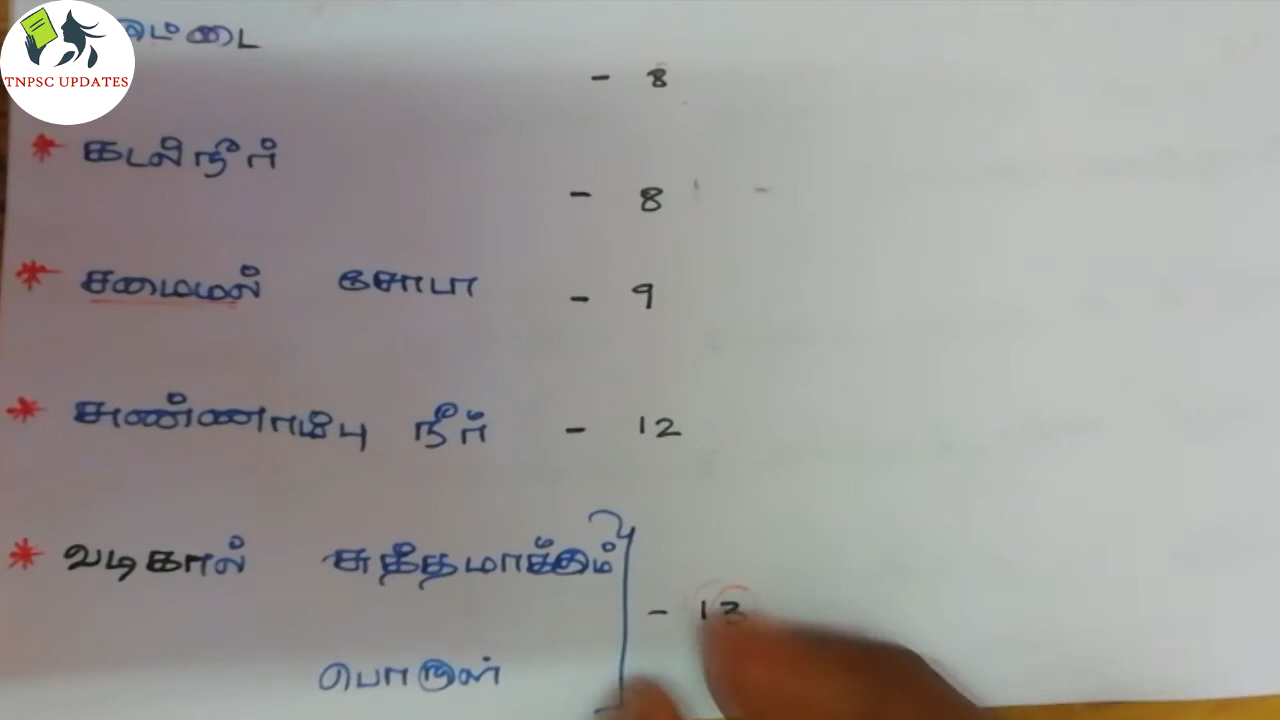 TNPSC UPDATES
- 8
* கடல்நீர்
- 8
* சமையல் சோபா - 9
* சுண்ணாம்பு நீர் - 12
* வடிகால் சுத்தமாக்கும்
பொருள் - 13